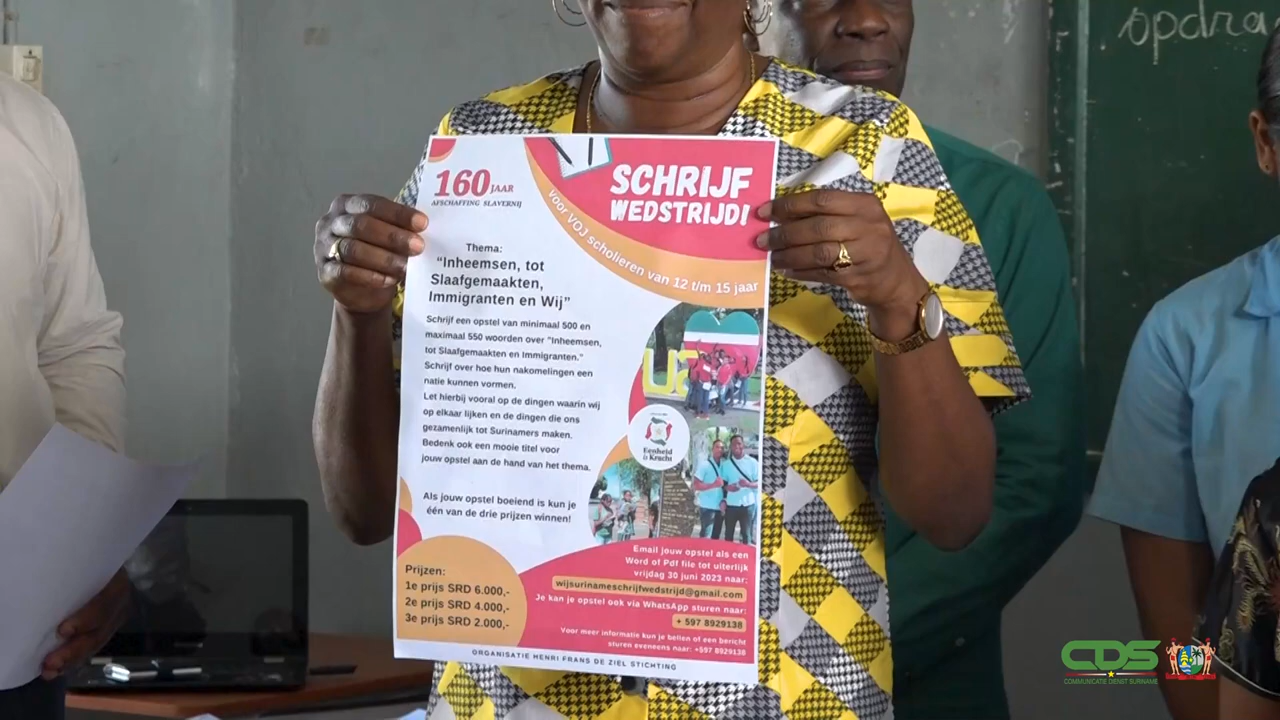 opdra
160 JAAR
AFSCHAFFING SLAVERNIJ
SCHRIJF
WEDSTRIJD!
voor VOJ scholieren van 12 t/m 15 jaar
Thema:
“Inheemsen, tot
Slaafgemaakten,
Immigranten en Wij”
Schrijf een opstel van minimaal 500 en
maximaal 550 woorden over "Inheemsen,
tot Slaafgemaakten en Immigranten."
Schrijf over hoe hun nakomelingen een
natie kunnen vormen.
Let hierbij vooral op de dingen waarin wij
op elkaar lijken en de dingen die ons
gezamenlijk tot Surinamers maken.
Bedenk ook een mooie titel voor
jouw opstel aan de hand van het thema.
Als jouw opstel boeiend is kun je
één van de drie prijzen winnen!
Eenheid
is Kracht
Prijzen:
1e prijs SRD 6.000,-
2e prijs SRD 4.000,-
3e prijs SRD 2.000,-
Email jouw opstel als een
Word of Pdf file tot uiterlijk
vrijdag 30 juni 2023 naar:
wijsurinameschrijfwedstrijd@gmail.com
Je kan je opstel ook via WhatsApp sturen naar:
+ 597 8929138
Voor meer informatie kun je bellen of een bericht
sturen eveneens naar: +597 8929138
ORGANISATIE HENRI FRANS DE ZIEL STICHTING
CDS
COMMUNICATIE DIENST SURINAME